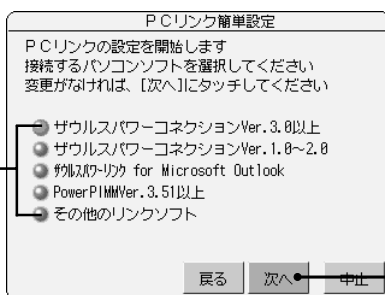 PCリンク簡単設定
PCリンクの設定を開始します
接続するパソコンソフトを選択してください
変更がなければ、[次へ]にタッチしてください
ザウルスパワーコネクションVer.3.0以上
ザウルスパワーコネクションVer.1.0~2.0
ｻﾞｳﾙｽﾊﾟﾜｰﾘﾝｸ for Microsoft Outlook
PowerPIMMVer.3.51以上
その他のリンクソフト
戻る 次へ 中止